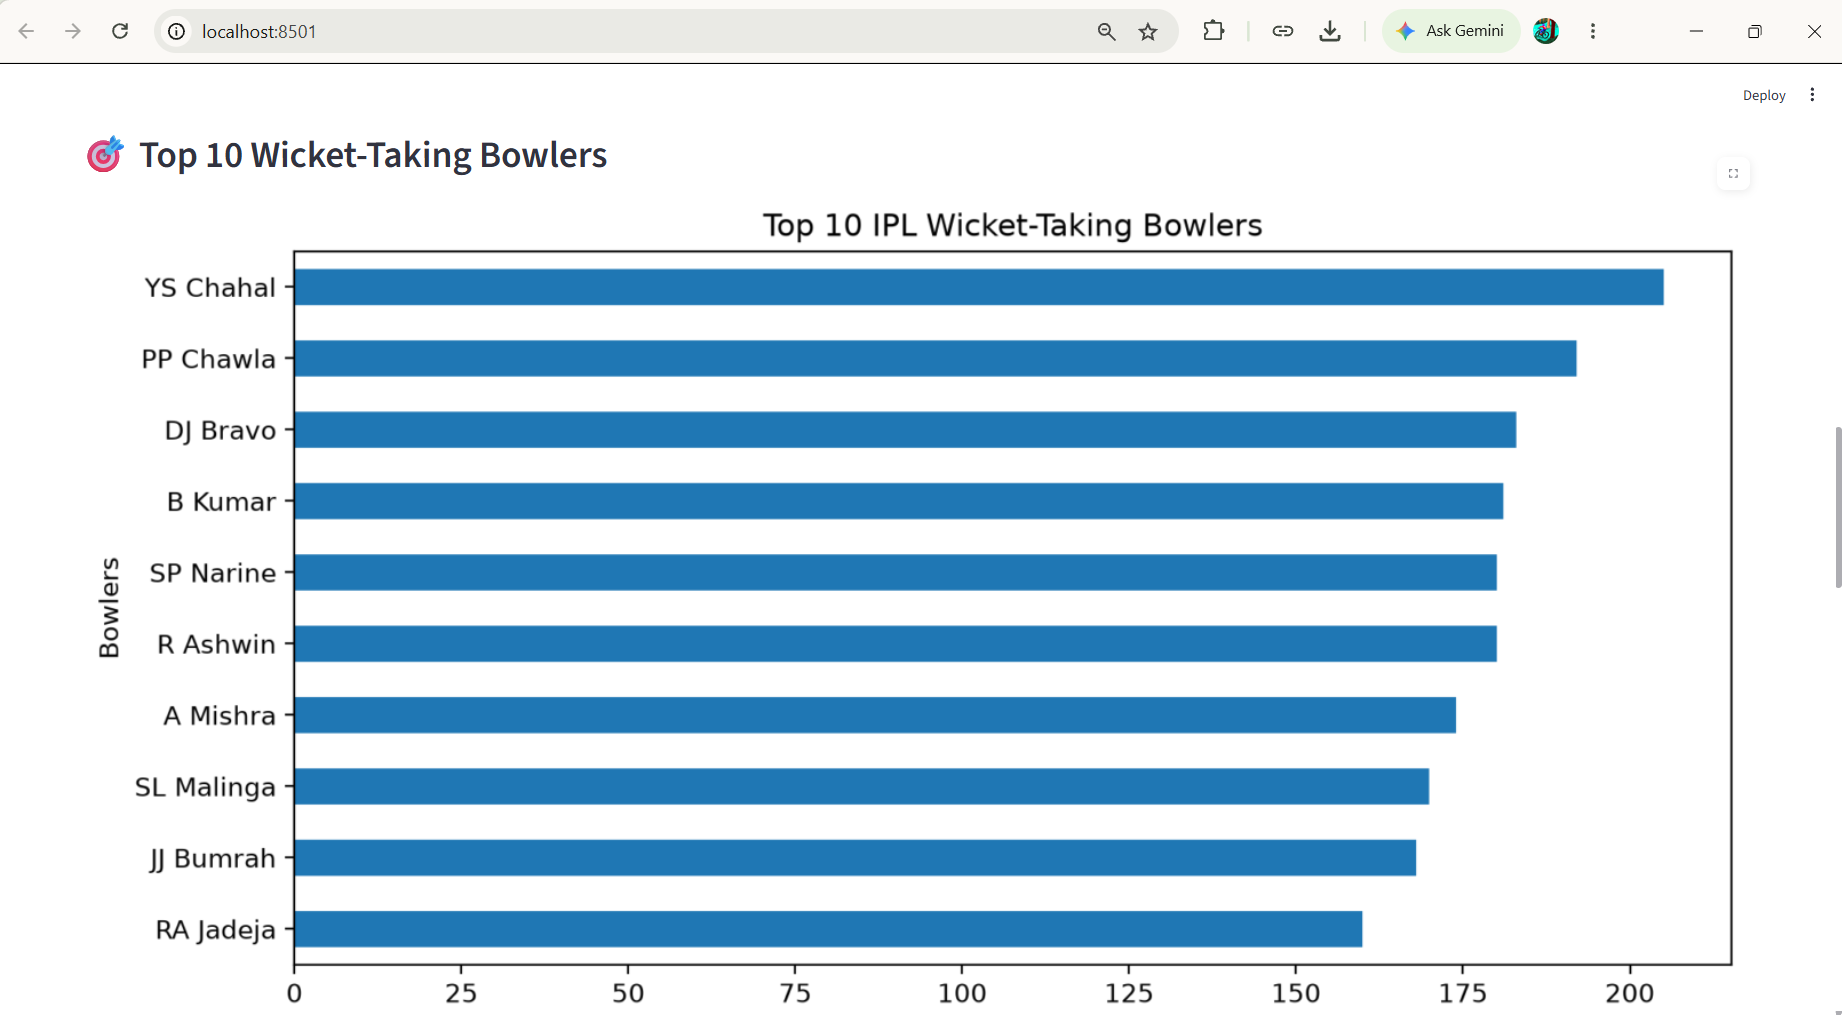 localhost:8501
Ask Gemini
Deploy
Top 10 Wicket-Taking Bowlers
Top 10 IPL Wicket-Taking Bowlers
YS Chahal
PP Chawla
DJ Bravo
B Kumar
SP Narine
R Ashwin
A Mishra
SL Malinga
JJ Bumrah
RA Jadeja
Bowlers
0 25 50 75 100 125 150 175 200